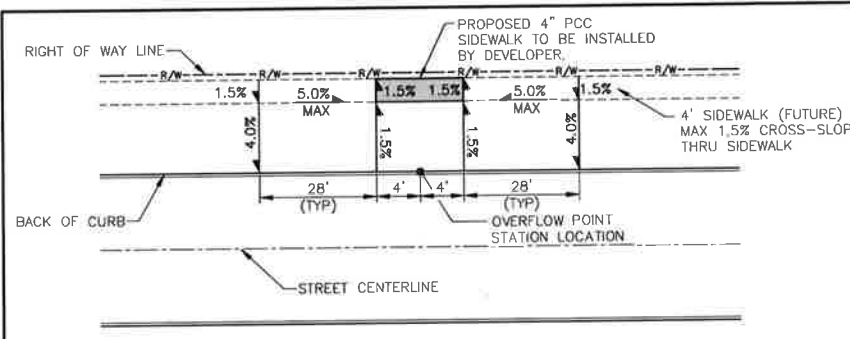 PROPOSED 4" PCC
SIDEWALK TO BE INSTALLED
BY DEVELOPER.
RIGHT OF WAY LINE
R/W R/W R/W R/W R/W R/W
1.5% 5.0% MAX 1.5% 1.5% 5.0% MAX 1.5%
4.0% 1.5% 1.5% 4.0%
4' SIDEWALK (FUTURE)
MAX 1.5% CROSS-SLOP
THRU SIDEWALK
28' (TYP) 4' 4' 28' (TYP)
BACK OF CURB
OVERFLOW POINT
STATION LOCATION
STREET CENTERLINE